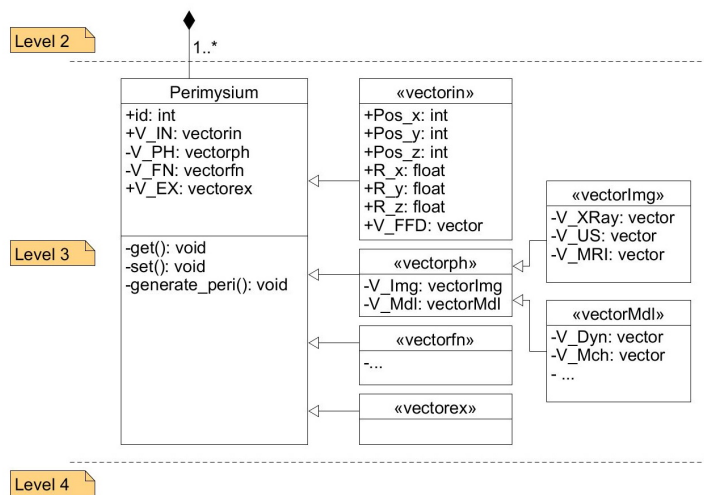 Level 2
1..*
Perimysium
+id: int
+V_IN: vectorin
-V_PH: vectorph
-V_FN: vectorfn
+V_EX: vectorex
-get(): void
-set(): void
-generate_peri(): void
Level 3
«vectorin»
+Pos_x: int
+Pos_y: int
+Pos_z: int
+R_x: float
+R_y: float
+R_z: float
+V_FFD: vector
«vectorph»
-V_Img: vectorImg
-V_Mdl: vectorMdl
«vectorfn»
-...
«vectorex»
«vectorImg»
-V_XRay: vector
-V_US: vector
-V_MRI: vector
«vectorMdl»
-V_Dyn: vector
-V_Mch: vector
- ...
Level 4